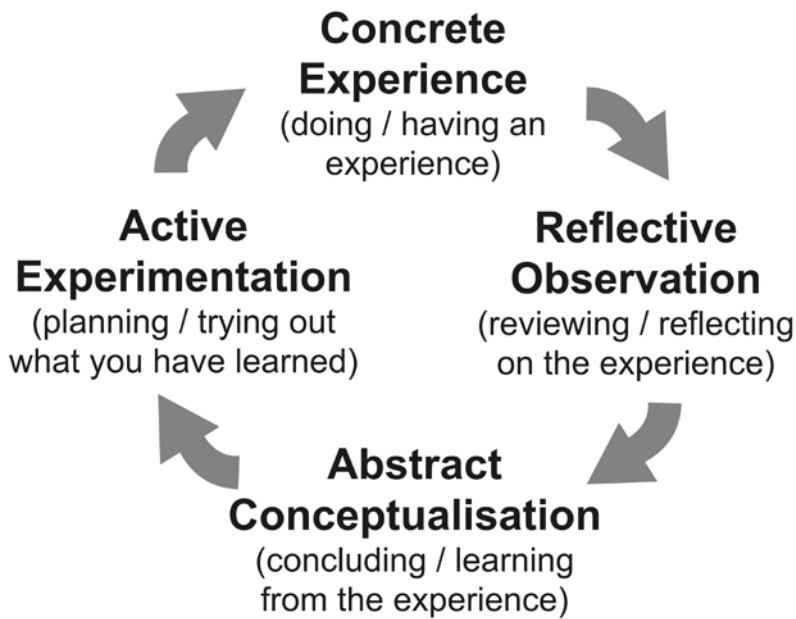 Concrete
Experience
(doing / having an
experience)
Reflective
Observation
(reviewing / reflecting
on the experience)
Abstract
Conceptualisation
(concluding / learning
from the experience)
Active
Experimentation
(planning / trying out
what you have learned)